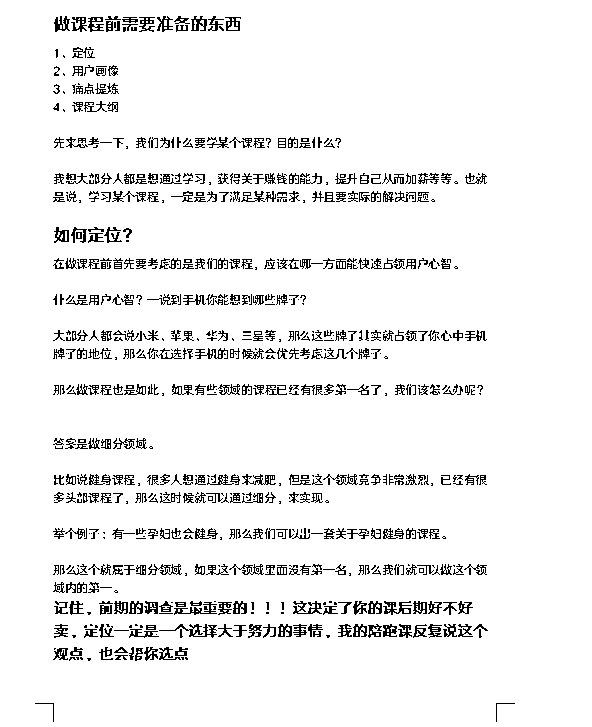 做课程前需要准备的东西
1、定位
2、用户画像
3、痛点提炼
4、课程大纲
先来思考一下，我们为什么要学某个课程？目的是什么？
我想大部分人都是想通过学习，获得关于赚钱的能力，提升自己从而加薪等等。也就
是说，学习某个课程，一定是为了满足某种需求，并且要实际的解决问题。
如何定位？
在做课程前首先要考虑的是我们的课程，应该在哪一方面能快速占领用户心智。
什么是用户心智？一说到手机你能想到哪些牌子？
大部分人都会说小米、苹果、华为、三星等，那么这些牌子其实就占领了你心中手机
牌子的地位，那么你在选择手机的时候就会优先考虑这几个牌子。
那么做课程也是如此，如果有些领域的课程已经有很多第一名了，我们该怎么办呢？
答案是做细分领域。
比如说健身课程，很多人想通过健身来减肥，但是这个领域竞争非常激烈，已经有很
多头部课程了，那么这时候就可以通过细分，来实现。
举个例子：有一些孕妇也会健身，那么我们可以出一套关于孕妇健身的课程。
那么这个就属于细分领域，如果这个领域里面没有第一名，那么我们就可以做这个领
域内的第一。
记住，前期的调查是最重要的！！！这决定了你的课后期好不好
卖，定位一定是一个选择大于努力的事情，我的陪跑课反复说这个
观点，也会帮你选点